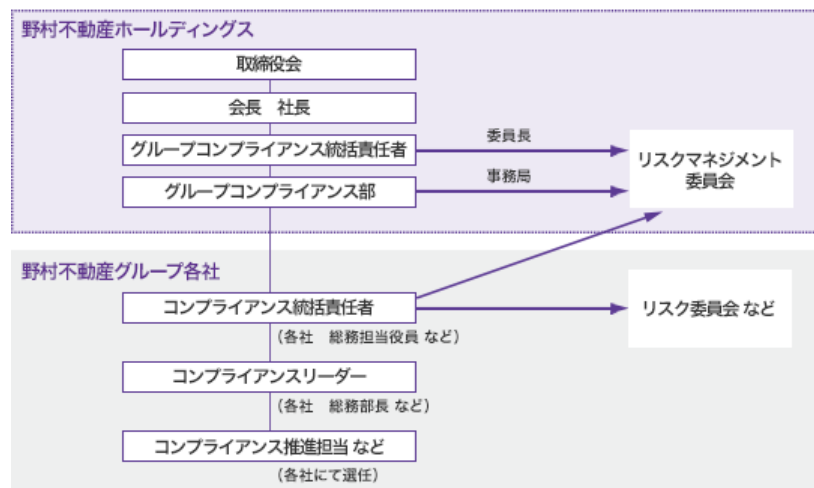 野村不動産ホールディングス
取締役会
会長　社長
グループコンプライアンス統括責任者
委員長
リスクマネジメント
委員会
グループコンプライアンス部
事務局
野村不動産グループ各社
コンプライアンス統括責任者
リスク委員会 など
（各社　総務担当役員 など）
コンプライアンスリーダー
（各社　総務部長 など）
コンプライアンス推進担当 など
（各社にて選任）